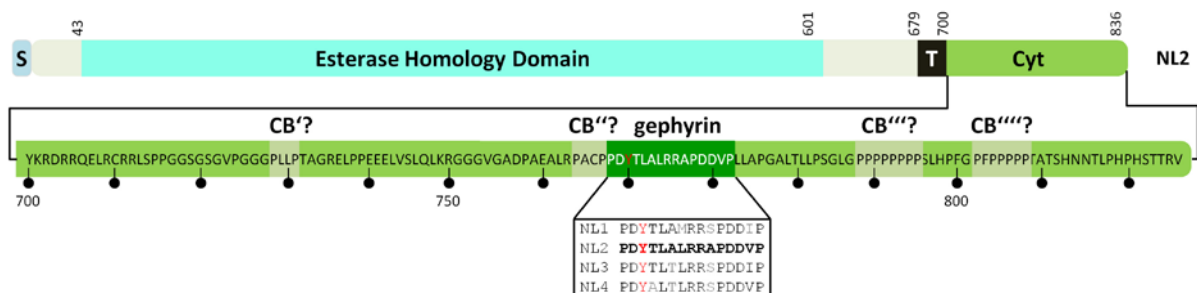 43 601 679 700 836
S Esterase Homology Domain T Cyt NL2
CB'? CB''? gephyrin CB'''? CB''''?
YKRDRRQELRCRRLSPPGGSGSGVPGGGPLLPTAGRELPPEEELVSLQLKRGGGVGADPAEALRPACPPDYTLALRRAPDDVPLLAPGALTLLPSGLGPPPPPPPPSLHPFGPFPPPPPTATSHNNTLPHPHSTTRV
700 750 800
NL1 PDYTLAMRRSPDDIP
NL2 PDYTLALRRAPDDVP
NL3 PDYTLTLRRSPDDIP
NL4 PDYALTLRRSPDDVP